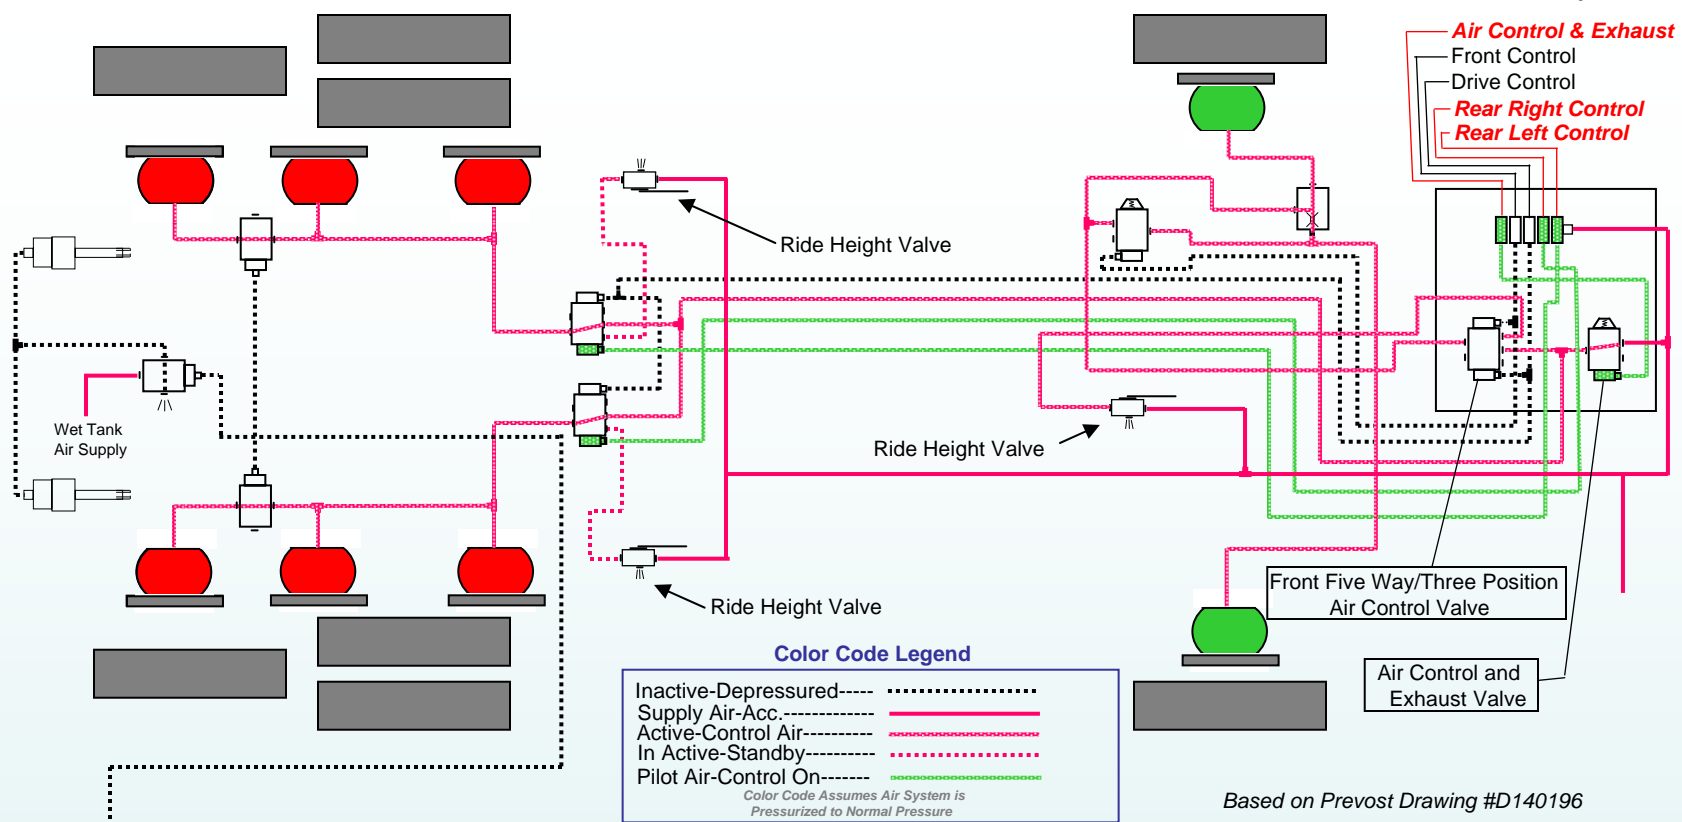 Air Control & Exhaust
Front Control
Drive Control
Rear Right Control
Rear Left Control
Ride Height Valve
Wet Tank
Air Supply
Ride Height Valve
Ride Height Valve
Front Five Way/Three Position
Air Control Valve
Air Control and
Exhaust Valve
Color Code Legend
Inactive-Depressured-----
Supply Air-Acc.-------------
Active-Control Air----------
In Active-Standby----------
Pilot Air-Control On-------
Color Code Assumes Air System is
Pressurized to Normal Pressure
Based on Prevost Drawing #D140196